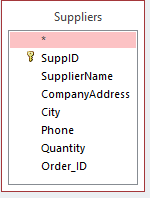 Suppliers
*
SuppID
SupplierName
CompanyAddress
City
Phone
Quantity
Order_ID